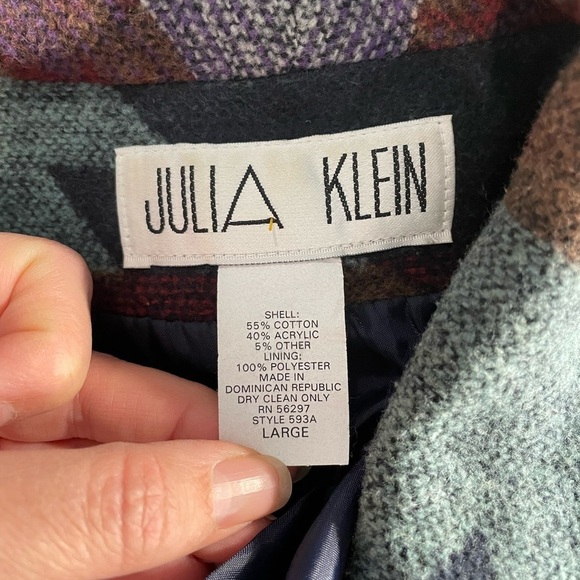 JULIA KLEIN
SHELL:
55% COTTON
40% ACRYLIC
5% OTHER
LINING:
100% POLYESTER
MADE IN
DOMINICAN REPUBLIC
DRY CLEAN ONLY
RN 56297
STYLE 593A
LARGE